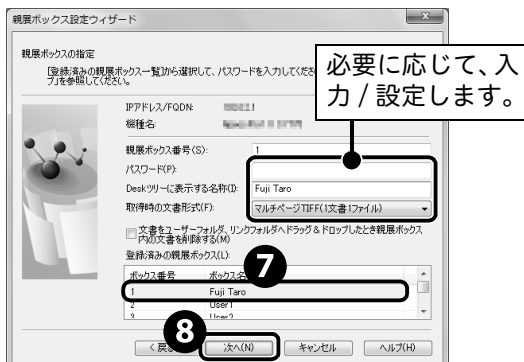 親展ボックス設定ウィザード
親展ボックスの指定
[登録済みの親展ボックス一覧]から選択して、パスワードを入力してくださ
プ]を参照してください。
必要に応じて、入
力 / 設定します。
IPアドレス/FQDN:
機種名:
親展ボックス番号(S): 1
パスワード(P):
Deskツリーに表示する名称(I): Fuji Taro
取得時の文書形式(F): マルチページTIFF(1文書1ファイル)
文書をユーザーフォルダ、リンクフォルダへドラッグ&ドロップしたとき親展ボックス
内の文書を削除する(M)
登録済みの親展ボックス(L):
7
ボックス番号 ボックス名
1 Fuji Taro
2 User1
3 User2
8
< 戻 次へ(N) キャンセル ヘルプ(H)